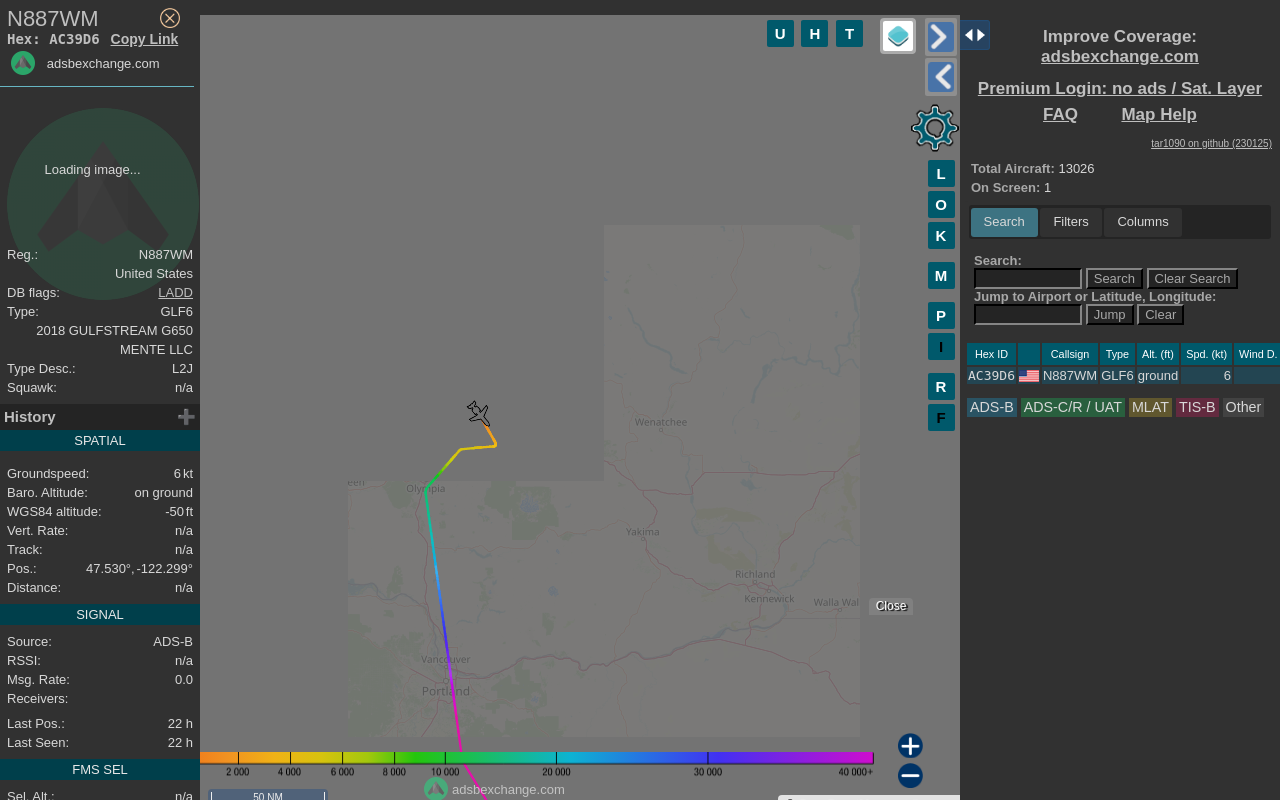 N887WM
Hex: AC39D6 Copy Link
adsbexchange.com
Loading image...
Reg.: N887WM
United States
DB flags: LADD
Type: GLF6
2018 GULFSTREAM G650
MENTE LLC
Type Desc.: L2J
Squawk: n/a
History
SPATIAL
Groundspeed: 6 kt
Baro. Altitude: on ground
WGS84 altitude: -50 ft
Vert. Rate: n/a
Track: n/a
Pos.: 47.530°, -122.299°
Distance: n/a
SIGNAL
Source: ADS-B
RSSI: n/a
Msg. Rate: 0.0
Receivers:
Last Pos.: 22 h
Last Seen: 22 h
FMS SEL
Sel. Alt.: n/a
U H T
L
O
K
M
P
I
R
F
Wenatchee
een
Olympia
Yakima
Richland
Kennewick
Walla Wal
Vancouver
Portland
Close
2 000 4 000 6 000 8 000 10 000 20 000 30 000 40 000+
adsbexchange.com
50 NM
Improve Coverage:
adsbexchange.com
Premium Login: no ads / Sat. Layer
FAQ Map Help
tar1090 on github (230125)
Total Aircraft: 13026
On Screen: 1
Search Filters Columns
Search:
Search Clear Search
Jump to Airport or Latitude, Longitude:
Jump Clear
Hex ID Callsign Type Alt. (ft) Spd. (kt) Wind D.
AC39D6 N887WM GLF6 ground 6
ADS-B ADS-C/R / UAT MLAT TIS-B Other